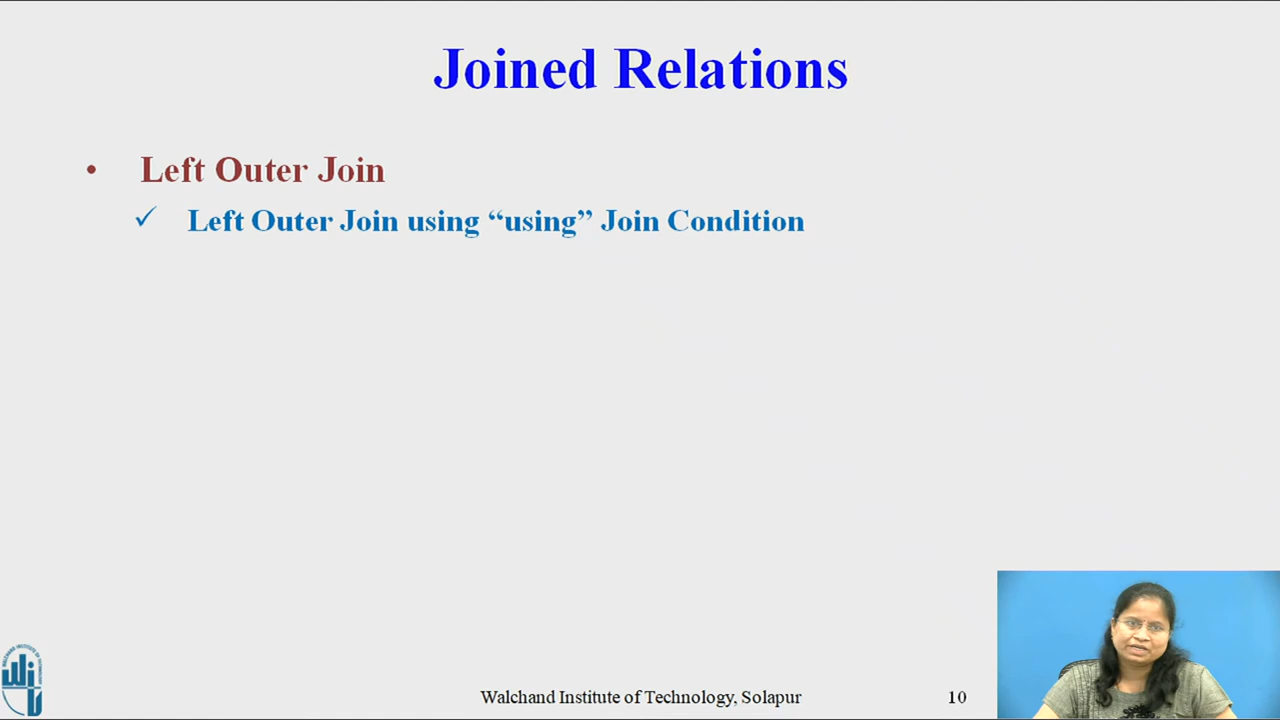 Joined Relations
• Left Outer Join
✓ Left Outer Join using “using” Join Condition
Walchand Institute of Technology, Solapur
10